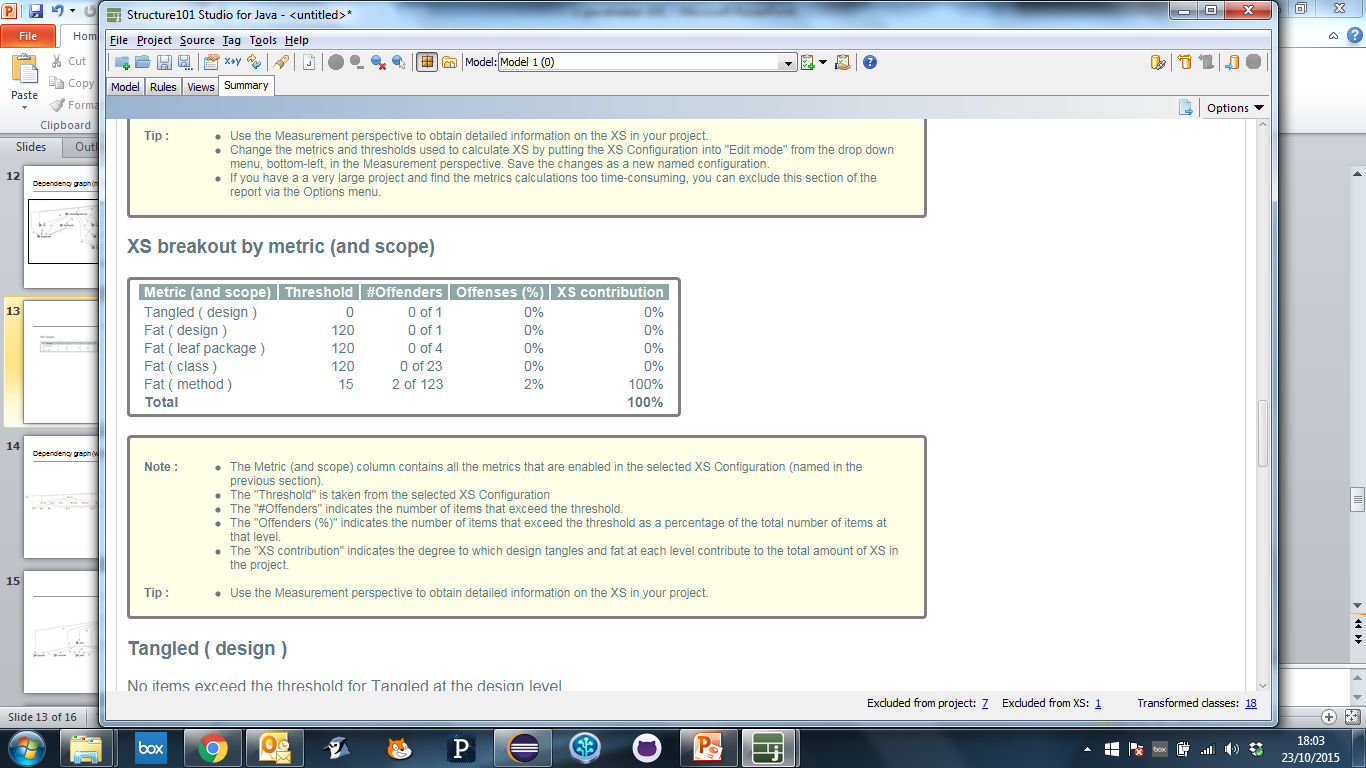 Structure101 Studio for Java - <untitled>*
File
Hom
File Project Source Tag Tools Help
Cut
Copy
Forma
Paste
Clipboard
x+y
Model: Model 1 (0)
Model Rules Views Summary
Options
Slides
Outl
12
Dependency graph (n
13
14
Dependency graph (w
15
Tip : Use the Measurement perspective to obtain detailed information on the XS in your project.
Change the metrics and thresholds used to calculate XS by putting the XS Configuration into "Edit mode" from the drop down
menu, bottom-left, in the Measurement perspective. Save the changes as a new named configuration.
If you have a a very large project and find the metrics calculations too time-consuming, you can exclude this section of the
report via the Options menu.
XS breakout by metric (and scope)
Metric (and scope) Threshold #Offenders Offenses (%) XS contribution
Tangled ( design ) 0 0 of 1 0% 0%
Fat ( design ) 120 0 of 1 0% 0%
Fat ( leaf package ) 120 0 of 4 0% 0%
Fat ( class ) 120 0 of 23 0% 0%
Fat ( method ) 15 2 of 123 2% 100%
Total 100%
Note : The Metric (and scope) column contains all the metrics that are enabled in the selected XS Configuration (named in the
previous section).
The "Threshold" is taken from the selected XS Configuration
The "#Offenders" indicates the number of items that exceed the threshold.
The "Offenders (%)" indicates the number of items that exceed the threshold as a percentage of the total number of items at
that level.
The "XS contribution" indicates the degree to which design tangles and fat at each level contribute to the total amount of XS in
the project.
Tip : Use the Measurement perspective to obtain detailed information on the XS in your project.
Tangled ( design )
No items exceed the threshold for Tangled at the design level
Excluded from project: 7 Excluded from XS: 1 Transformed classes: 18
Slide 13 of 16
box
18:03
23/10/2015